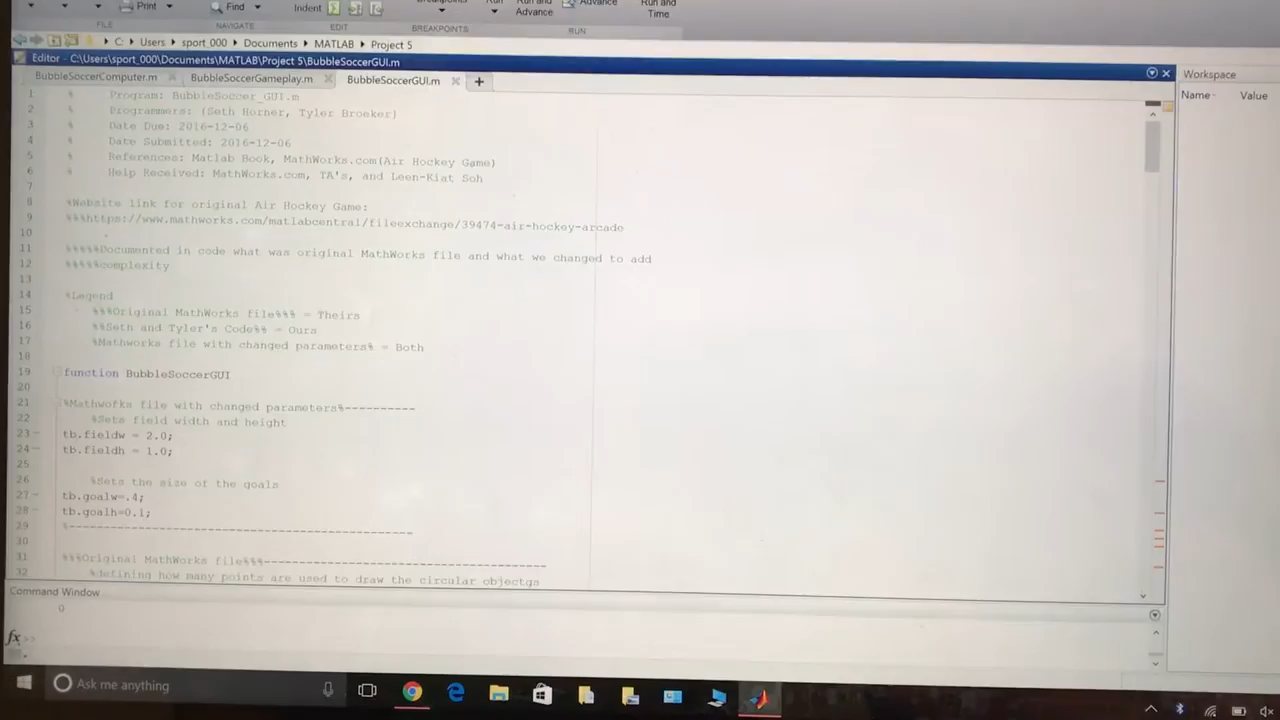 Print
Find
Indent
Advance
Run and
Advance
Run and
Time
FILE
NAVIGATE
EDIT
BREAKPOINTS
RUN
C: Users sport_000 Documents MATLAB Project 5
Editor - C:\Users\sport_000\Documents\MATLAB\Project 5\BubbleSoccerGUI.m
BubbleSoccerComputer.m BubbleSoccerGameplay.m BubbleSoccerGUI.m
Workspace
Name Value
1 % Program: BubbleSoccer_GUI.m
2 % Programmers: (Seth Horner, Tyler Broeker)
3 % Date Due: 2016-12-06
4 % Date Submitted: 2016-12-06
5 % References: Matlab Book, MathWorks.com(Air Hockey Game)
6 % Help Received: MathWorks.com, TA's, and Leen-Kiat Soh
7
8 %Website link for original Air Hockey Game:
9 %%%https://www.mathworks.com/matlabcentral/fileexchange/39474-air-hockey-arcade
10
11 %%%%%Documented in code what was original MathWorks file and what we changed to add
12 %%%%%complexity
13
14 %Legend
15 %%%Original MathWorks file%%% = Theirs
16 %%Seth and Tyler's Code%% = Ours
17 %Mathworks file with changed parameters% = Both
18
19 function BubbleSoccerGUI
20
21 %Mathworks file with changed parameters%----------
22 %Sets field width and height
23 tb.fieldw = 2.0;
24 tb.fieldh = 1.0;
25
26 %Sets the size of the goals
27 tb.goalw=.4;
28 tb.goalh=0.1;
29 %-------------------------------------------------
30
31 %%%Original MathWorks file%%%----------------------------------------
32 %defining how many points are used to draw the circular objectgs
Command Window
0
fx >>
Ask me anything